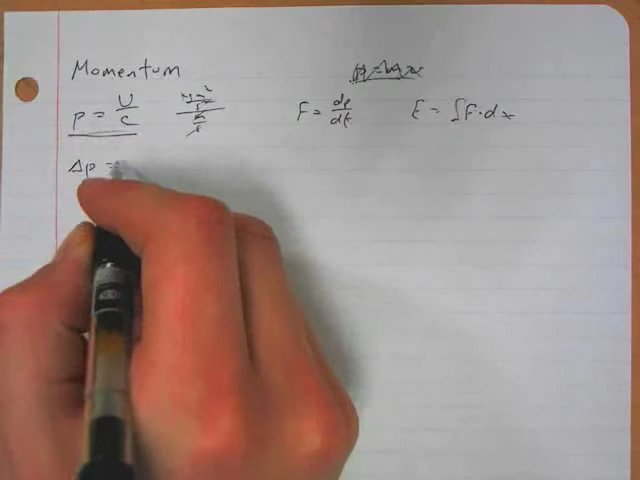 Momentum
p = U/c F = dp/dt E = ∫F·dx
Δp =